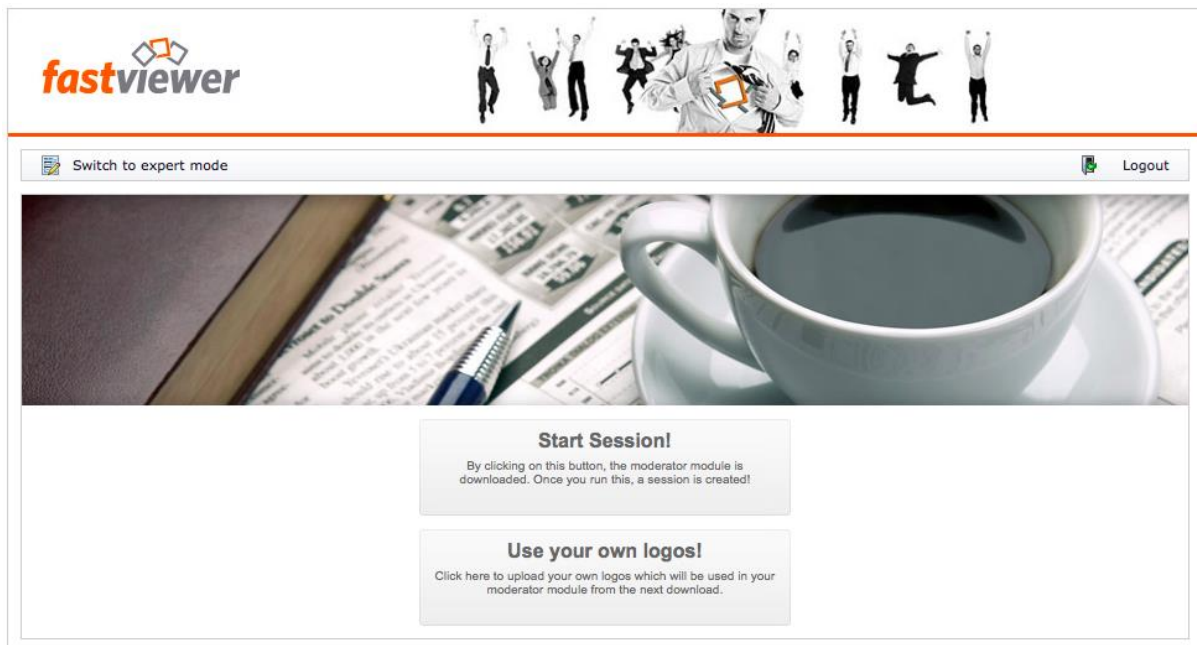 fastviewer
Switch to expert mode
Logout
Start Session!
By clicking on this button, the moderator module is
downloaded. Once you run this, a session is created!
Use your own logos!
Click here to upload your own logos which will be used in your
moderator module from the next download.